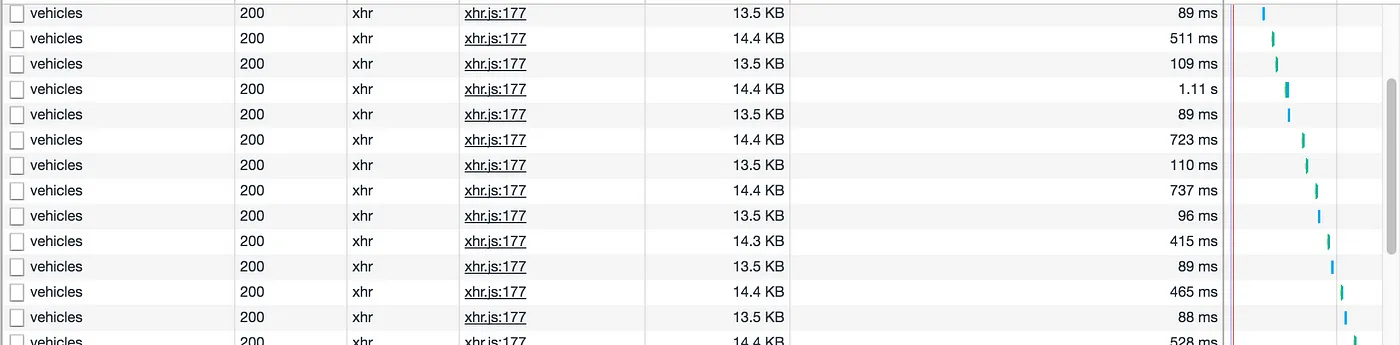 vehicles 200 xhr xhr.js:177 13.5 KB 89 ms
vehicles 200 xhr xhr.js:177 14.4 KB 511 ms
vehicles 200 xhr xhr.js:177 13.5 KB 109 ms
vehicles 200 xhr xhr.js:177 14.4 KB 1.11 s
vehicles 200 xhr xhr.js:177 13.5 KB 89 ms
vehicles 200 xhr xhr.js:177 14.4 KB 723 ms
vehicles 200 xhr xhr.js:177 13.5 KB 110 ms
vehicles 200 xhr xhr.js:177 14.4 KB 737 ms
vehicles 200 xhr xhr.js:177 13.5 KB 96 ms
vehicles 200 xhr xhr.js:177 14.3 KB 415 ms
vehicles 200 xhr xhr.js:177 13.5 KB 89 ms
vehicles 200 xhr xhr.js:177 14.4 KB 465 ms
vehicles 200 xhr xhr.js:177 13.5 KB 88 ms
vehicles 200 xhr xhr.js:177 14.4 KB 528 ms